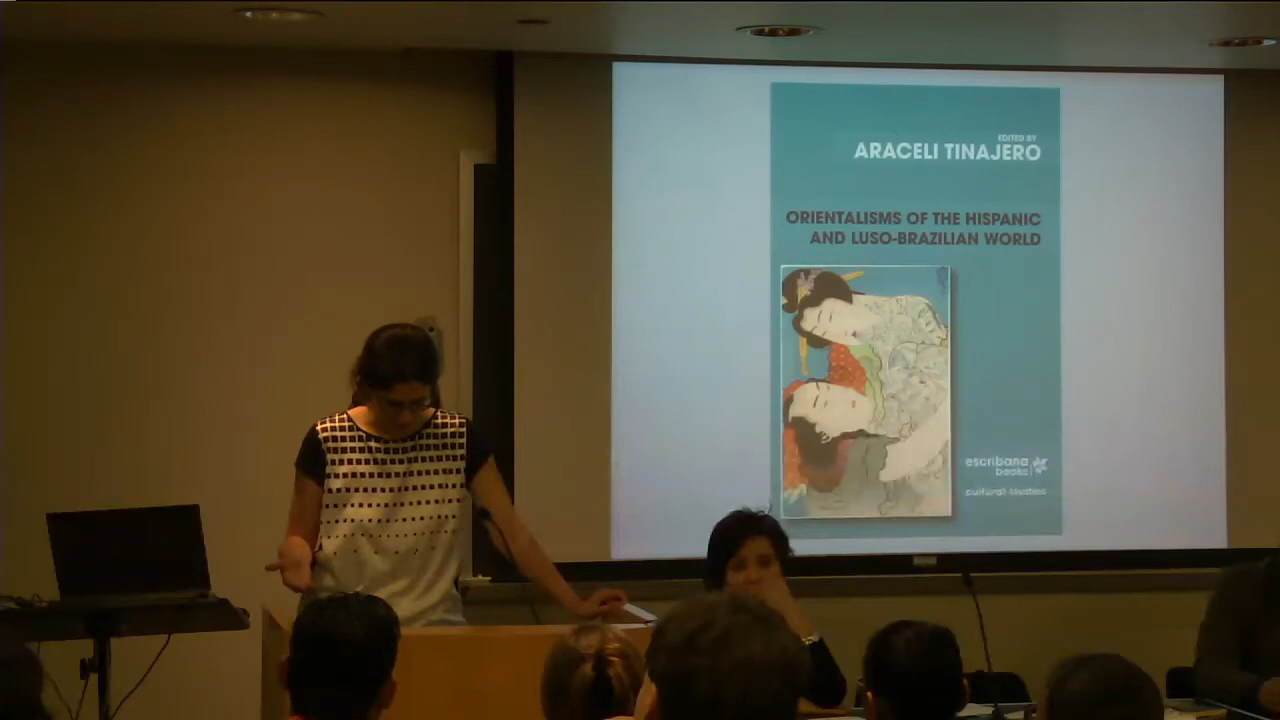 EDITED BY
ARACELI TINAJERO
ORIENTALISMS OF THE HISPANIC
AND LUSO-BRAZILIAN WORLD
escribana
books
cultural studies